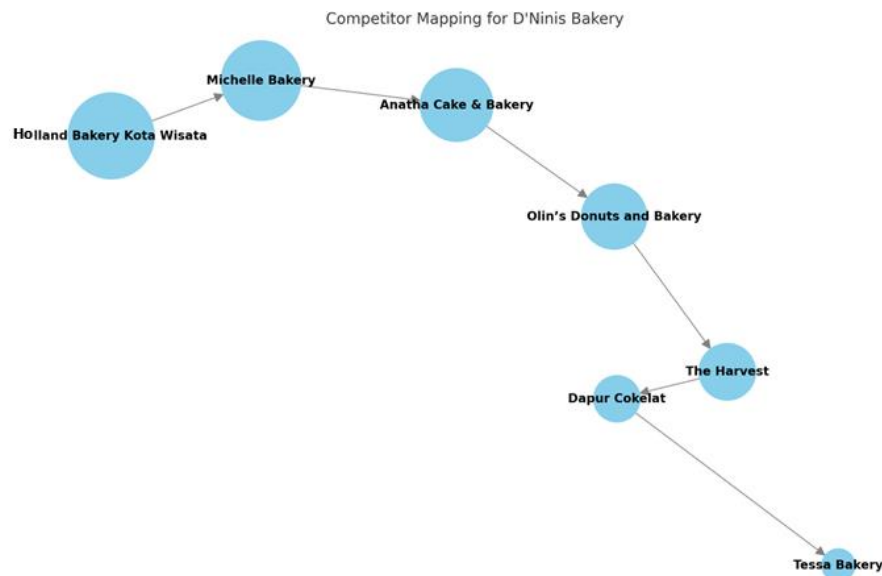 Competitor Mapping for D'Ninis Bakery
Michelle Bakery
Anatha Cake & Bakery
Holland Bakery Kota Wisata
Olin’s Donuts and Bakery
The Harvest
Dapur Cokelat
Tessa Bakery